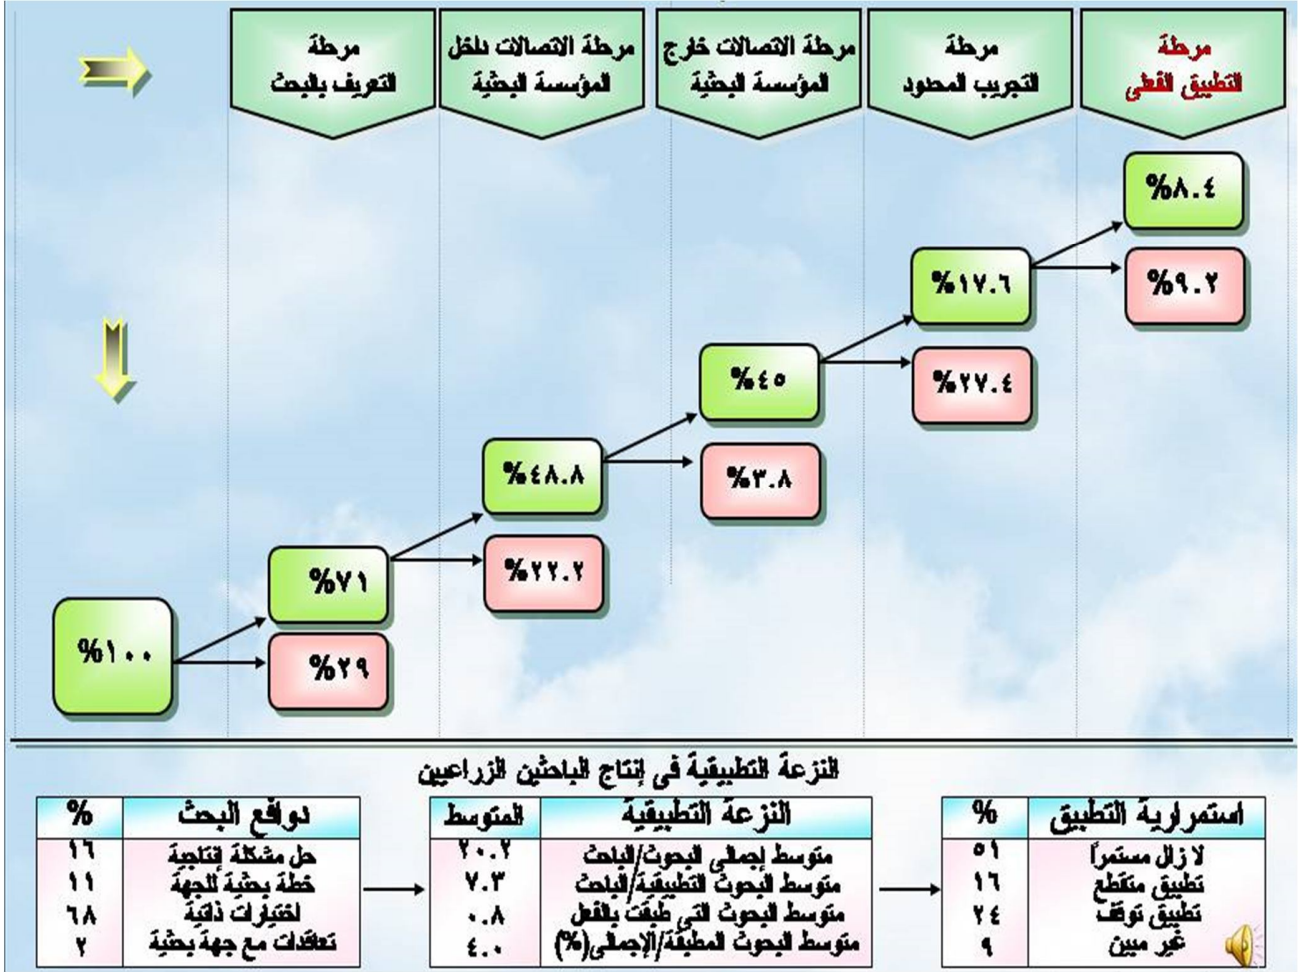 مرحلة
التعريف بالبحث
مرحلة الاتصالات داخل
المؤسسة البحثية
مرحلة الاتصالات خارج
المؤسسة البحثية
مرحلة
التجريب المحدود
مرحلة
التطبيق الفعلى
%٨.٤
%٩.٢
%١٧.٦
%٢٧.٤
%٤٥
%٣.٨
%٤٨.٨
%٢٢.٢
%٧١
%٢٩
%١٠٠
النزعة التطبيقية فى إنتاج الباحثين الزراعيين
دوافع البحث %
حل مشكلة إنتاجية ١٦
خطة بحثية للجهة ١١
اختيارات ذاتية ٦٨
تعاقدات مع جهة بحثية ٢
النزعة التطبيقية المتوسط
متوسط إجمالى البحوث/الباحث ٢٠.٢
متوسط البحوث التطبيقية/الباحث ٧.٣
متوسط البحوث التى طبقت بالفعل ٠.٨
متوسط البحوث المطبقة/الإجمالى(%) ٤.٠
استمرارية التطبيق %
لا زال مستمراً ٥١
تطبيق متقطع ١٦
تطبيق توقف ٢٤
غير مبين ٩